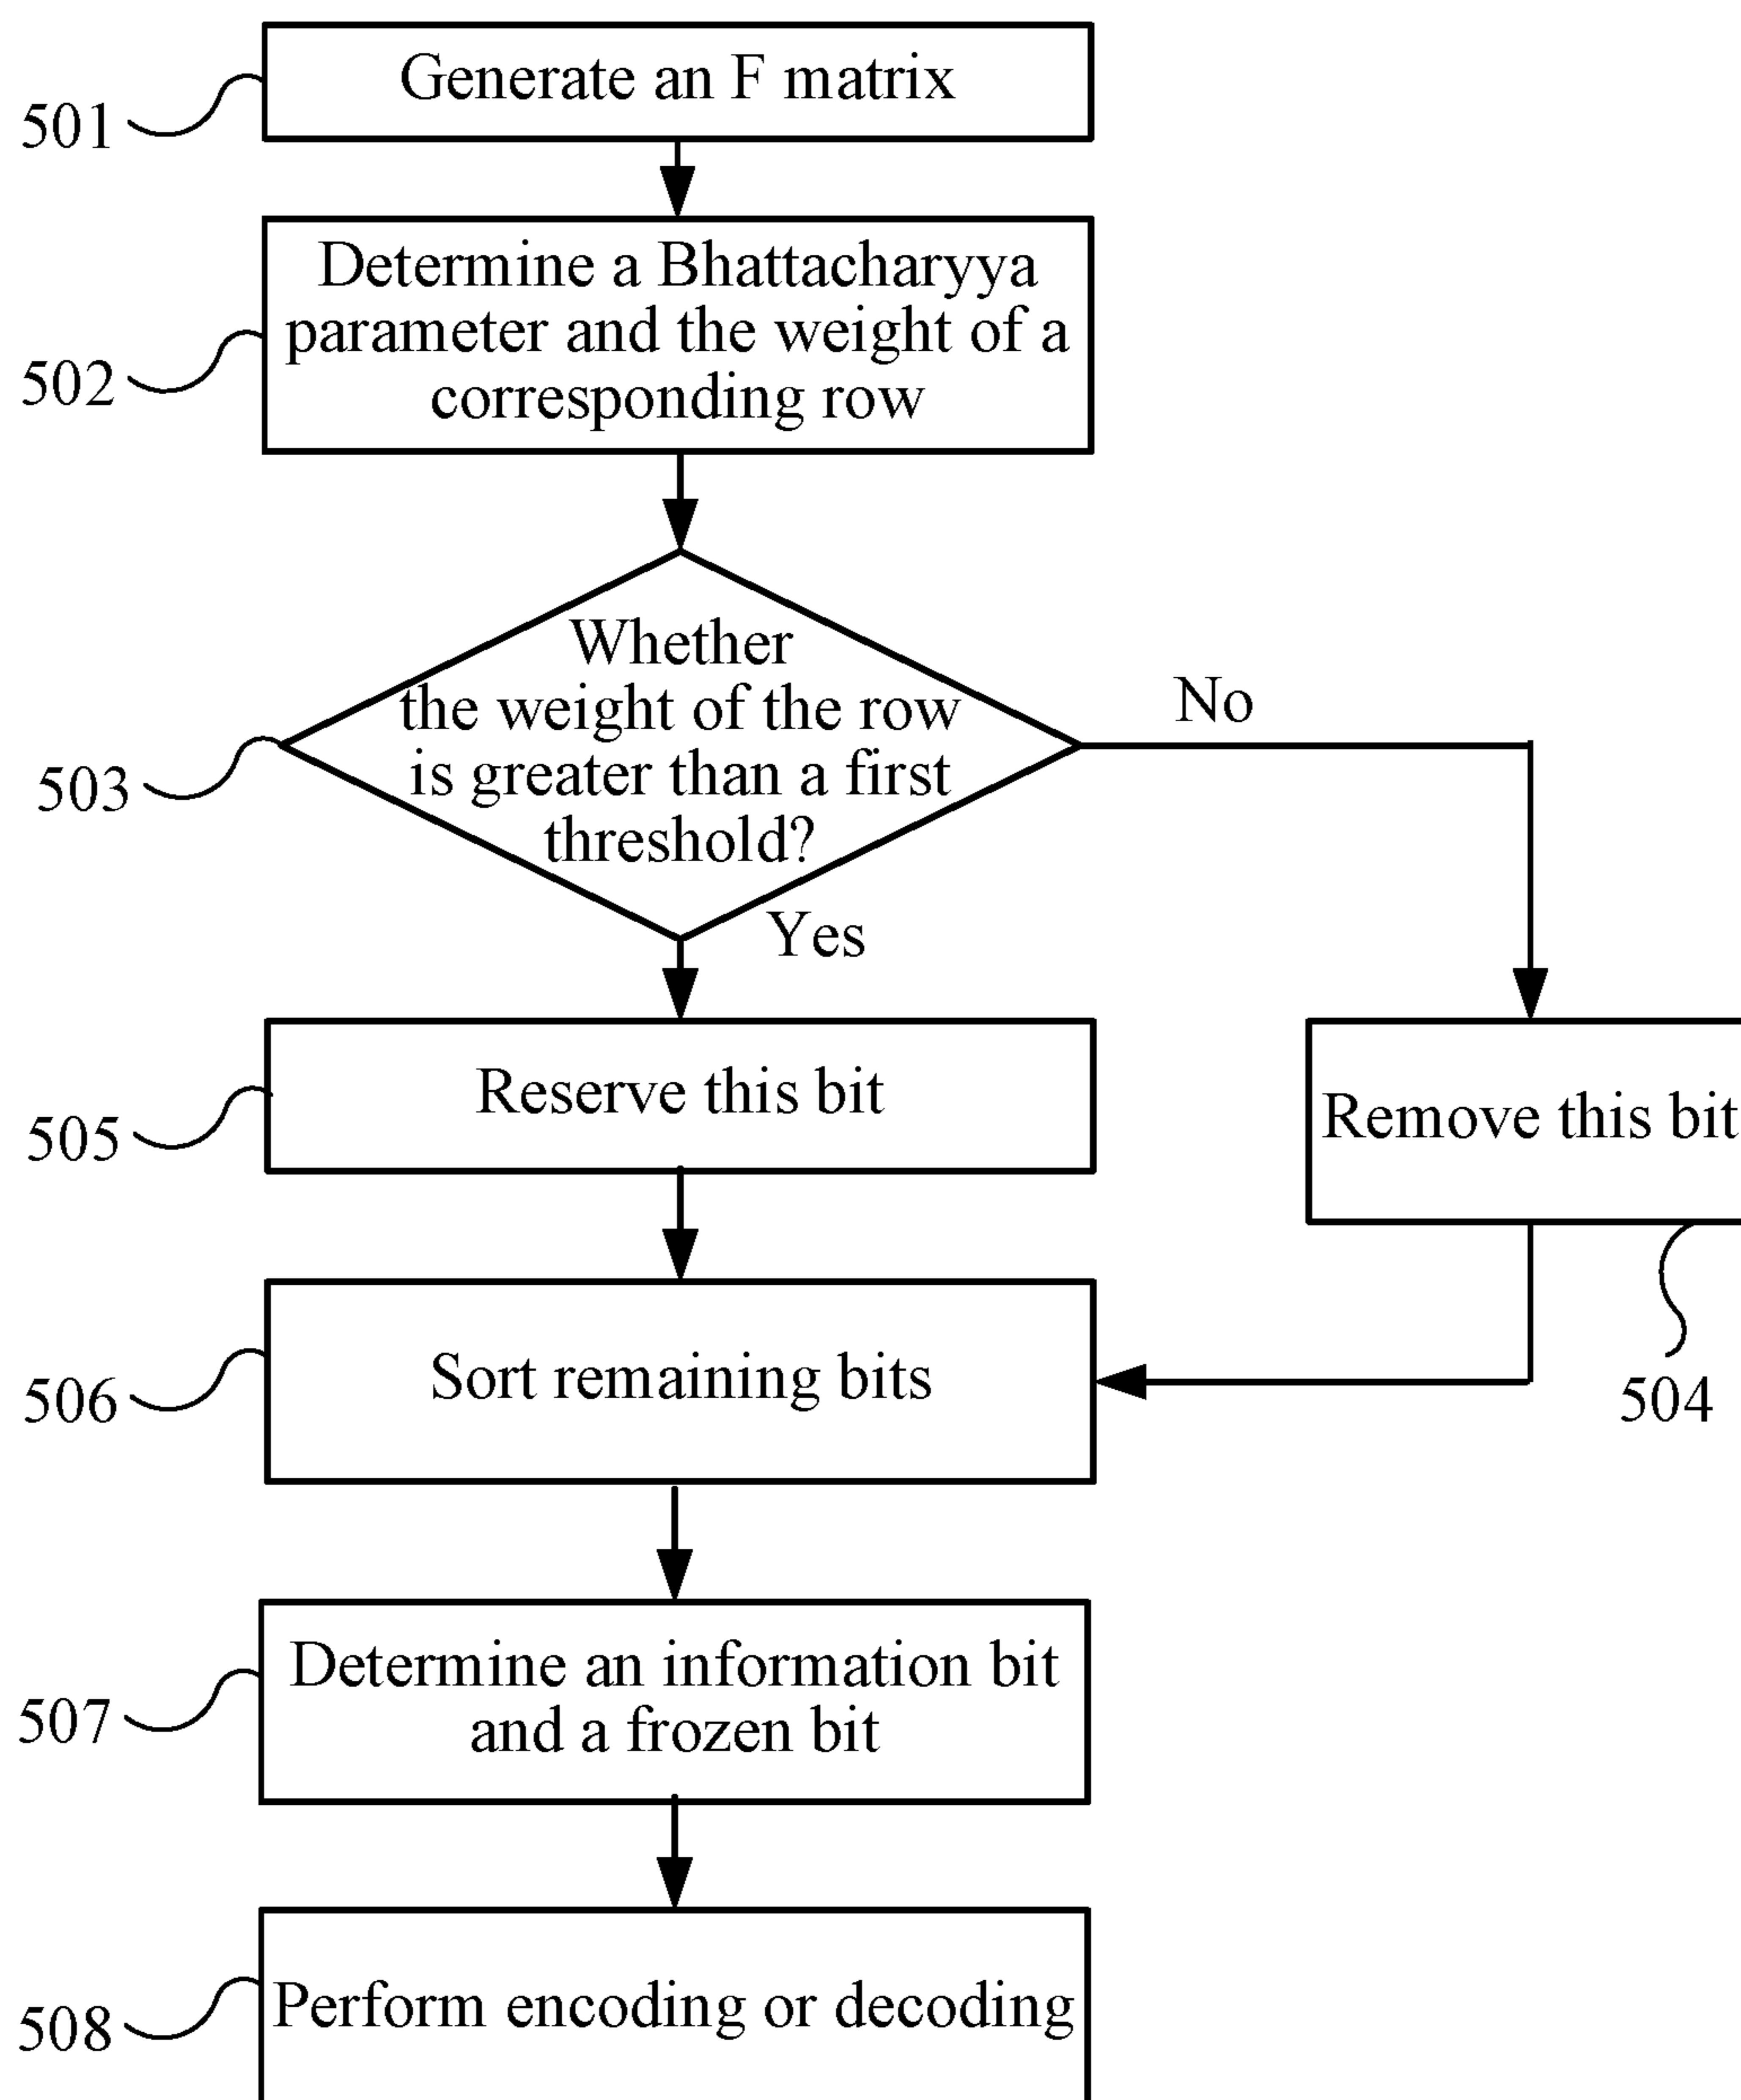 Generate an F matrix
501
Determine a Bhattacharyya
parameter and the weight of a
corresponding row
502
Whether
the weight of the row
is greater than a first
threshold?
No
503
Yes
Reserve this bit
505
Remove this bit
Sort remaining bits
506
504
Determine an information bit
and a frozen bit
507
Perform encoding or decoding
508